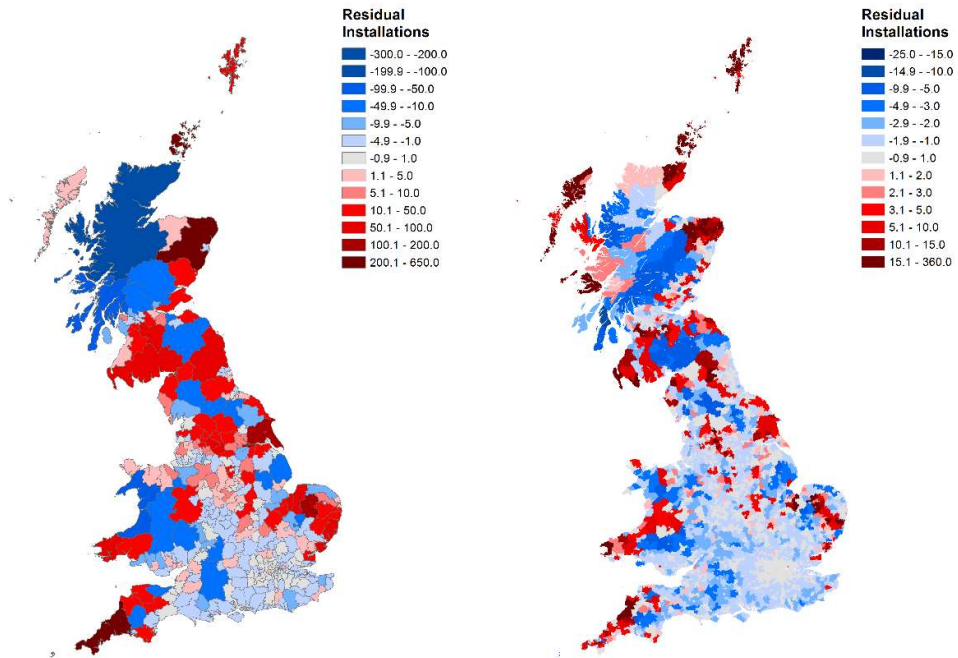 Residual
Installations
-300.0 - -200.0
-199.9 - -100.0
-99.9 - -50.0
-49.9 - -10.0
-9.9 - -5.0
-4.9 - -1.0
-0.9 - 1.0
1.1 - 5.0
5.1 - 10.0
10.1 - 50.0
50.1 - 100.0
100.1 - 200.0
200.1 - 650.0
Residual
Installations
-25.0 - -15.0
-14.9 - -10.0
-9.9 - -5.0
-4.9 - -3.0
-2.9 - -2.0
-1.9 - -1.0
-0.9 - 1.0
1.1 - 2.0
2.1 - 3.0
3.1 - 5.0
5.1 - 10.0
10.1 - 15.0
15.1 - 360.0